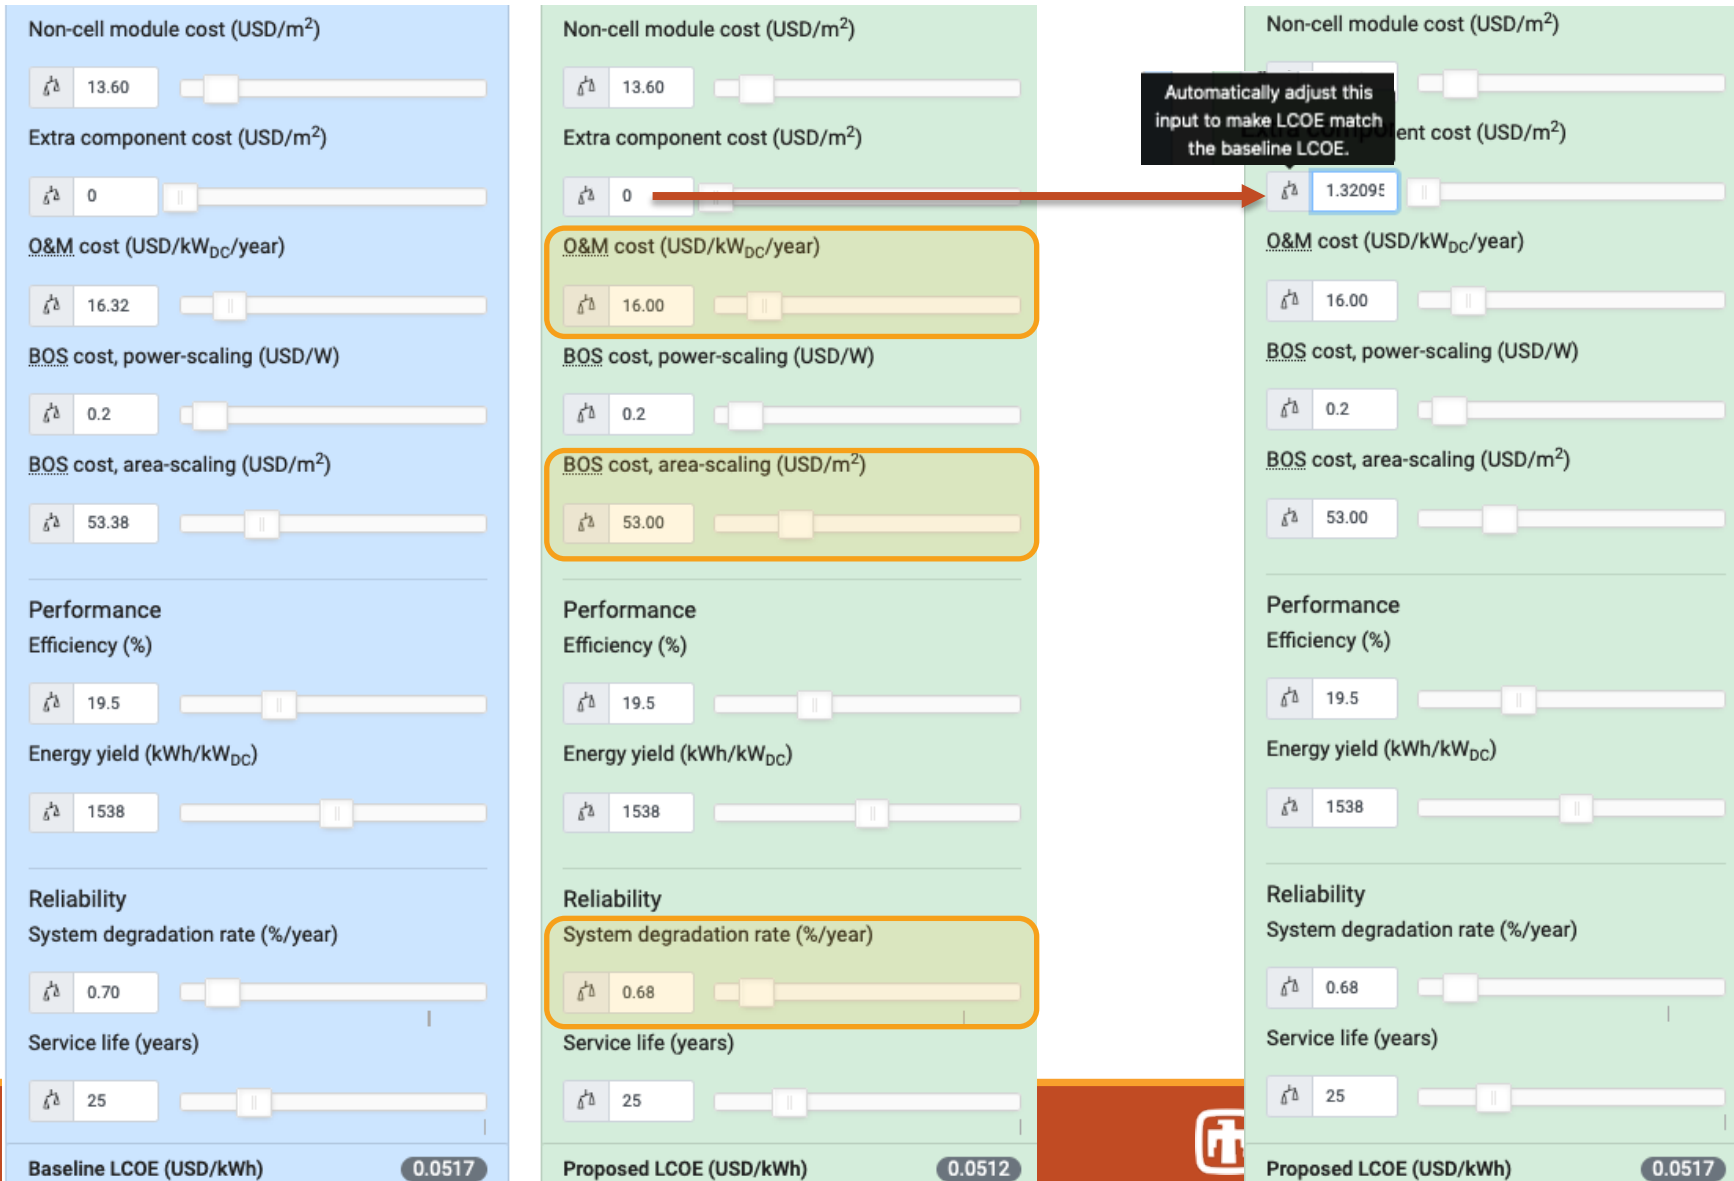 Non-cell module cost (USD/m²)
13.60
Extra component cost (USD/m²)
0
O&M cost (USD/kW_DC/year)
16.32
BOS cost, power-scaling (USD/W)
0.2
BOS cost, area-scaling (USD/m²)
53.38
Performance
Efficiency (%)
19.5
Energy yield (kWh/kW_DC)
1538
Reliability
System degradation rate (%/year)
0.70
Service life (years)
25
Baseline LCOE (USD/kWh) 0.0517
Non-cell module cost (USD/m²)
13.60
Extra component cost (USD/m²)
0
O&M cost (USD/kW_DC/year)
16.00
BOS cost, power-scaling (USD/W)
0.2
BOS cost, area-scaling (USD/m²)
53.00
Performance
Efficiency (%)
19.5
Energy yield (kWh/kW_DC)
1538
Reliability
System degradation rate (%/year)
0.68
Service life (years)
25
Proposed LCOE (USD/kWh) 0.0512
Non-cell module cost (USD/m²)
Automatically adjust this
input to make LCOE match
the baseline LCOE.
Extra component cost (USD/m²)
1.32095
O&M cost (USD/kW_DC/year)
16.00
BOS cost, power-scaling (USD/W)
0.2
BOS cost, area-scaling (USD/m²)
53.00
Performance
Efficiency (%)
19.5
Energy yield (kWh/kW_DC)
1538
Reliability
System degradation rate (%/year)
0.68
Service life (years)
25
Proposed LCOE (USD/kWh) 0.0517